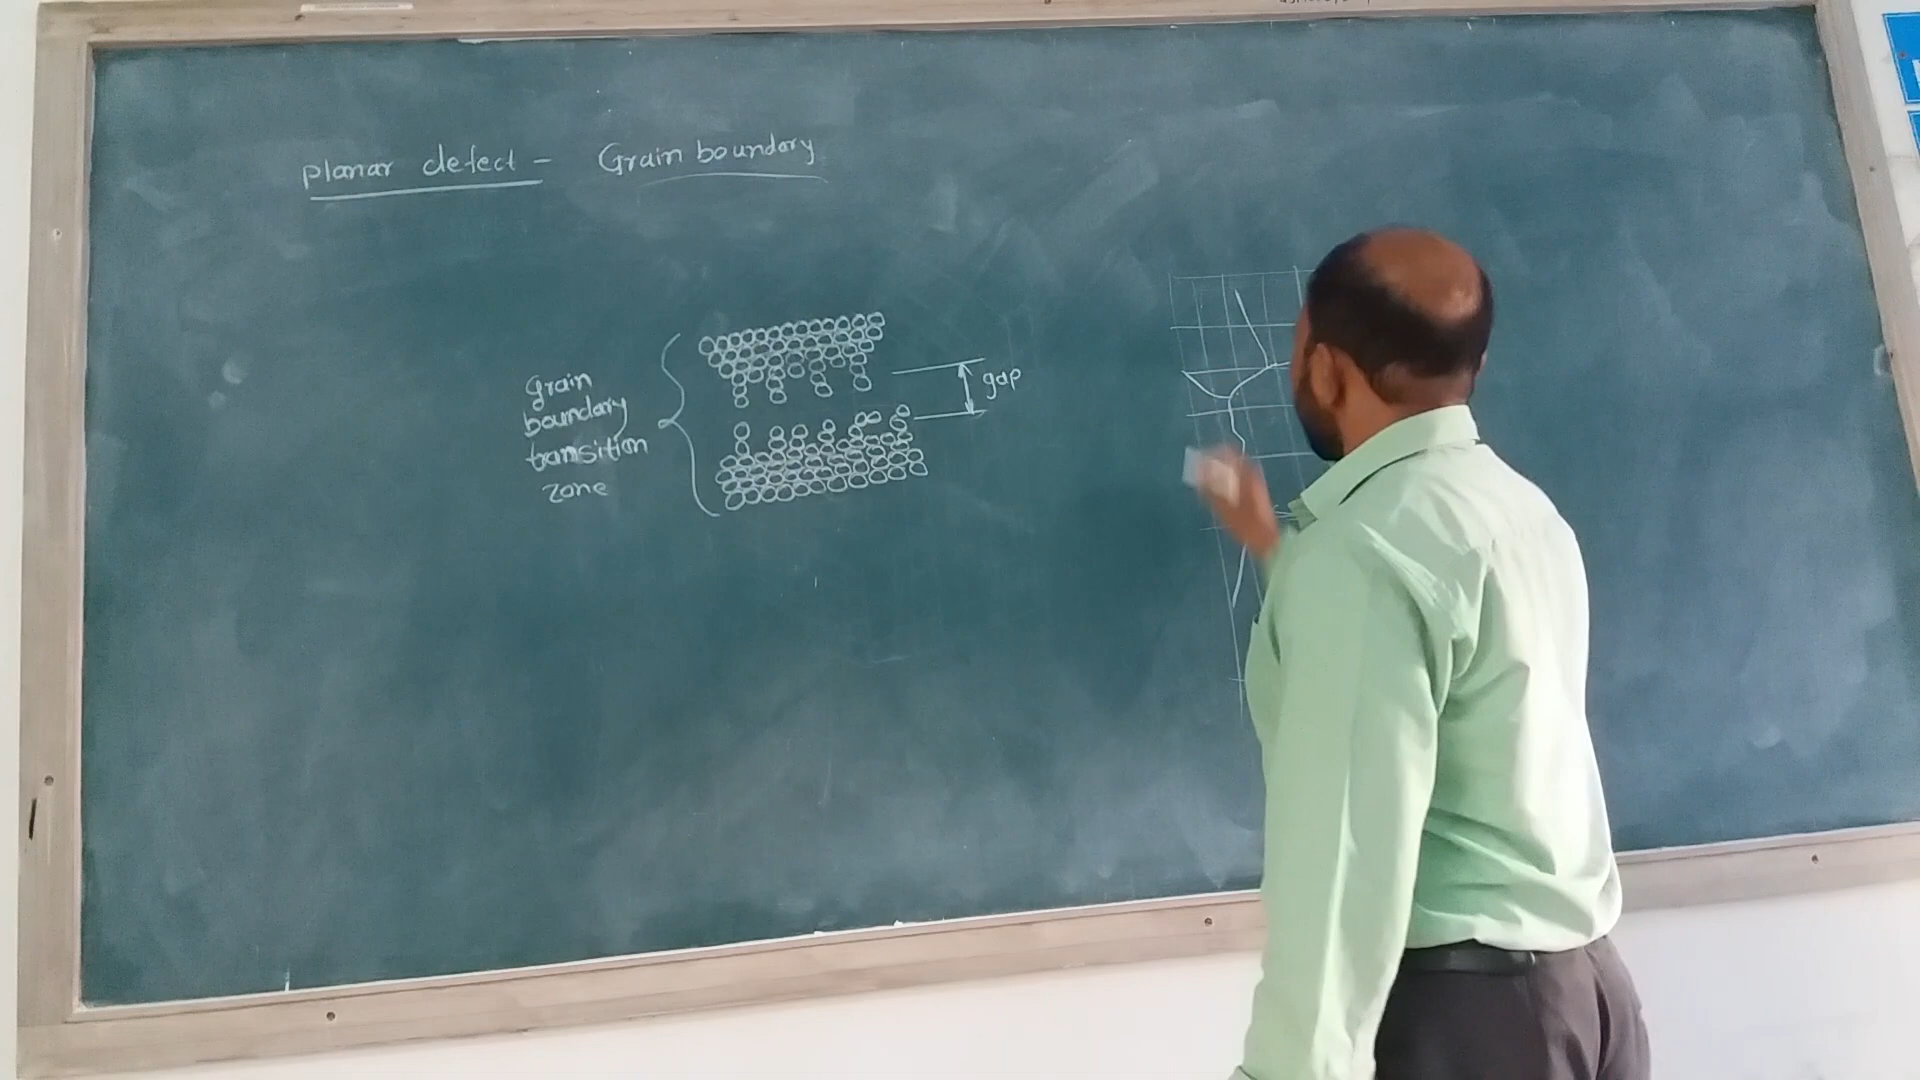 planar defect - Grain boundary
grain
boundary
transition
zone
gap